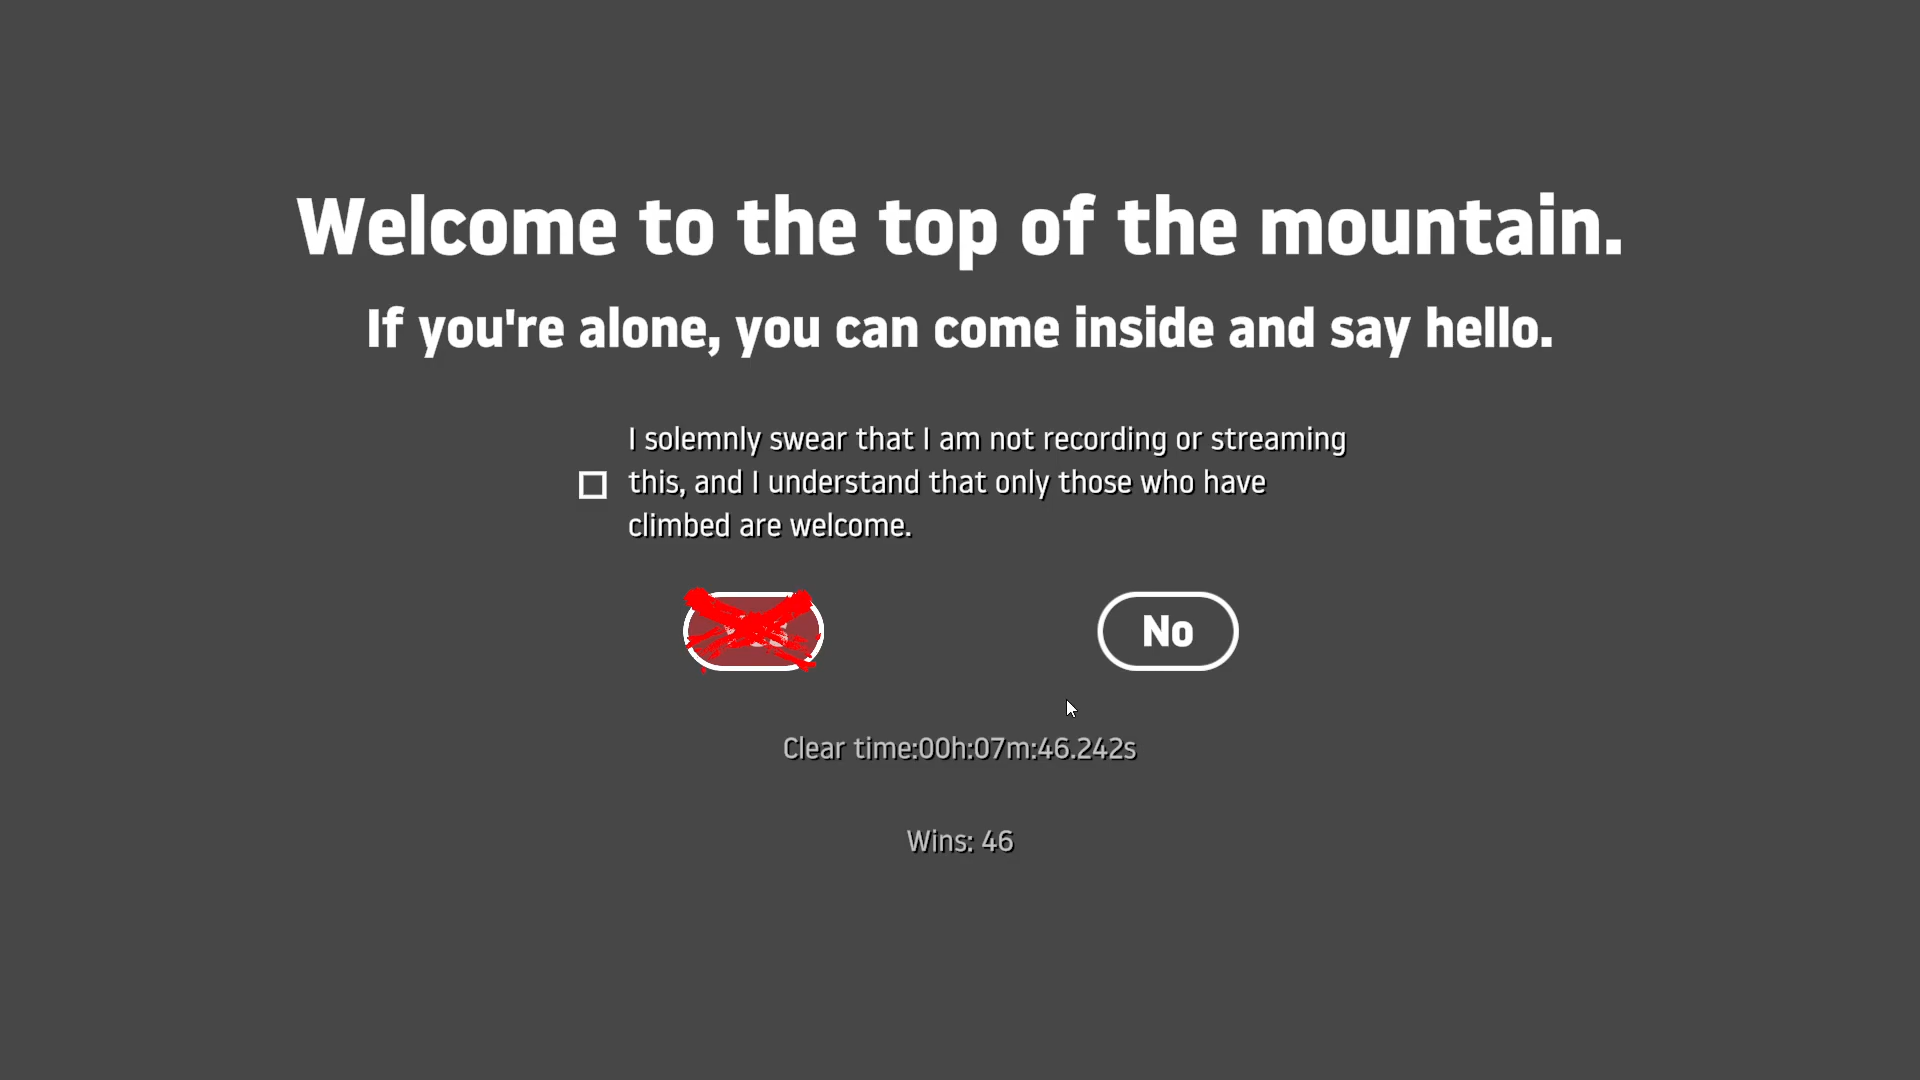 Welcome to the top of the mountain.
If you're alone, you can come inside and say hello.
I solemnly swear that I am not recording or streaming
this, and I understand that only those who have
climbed are welcome.
No
Clear time:00h:07m:46.242s
Wins: 46